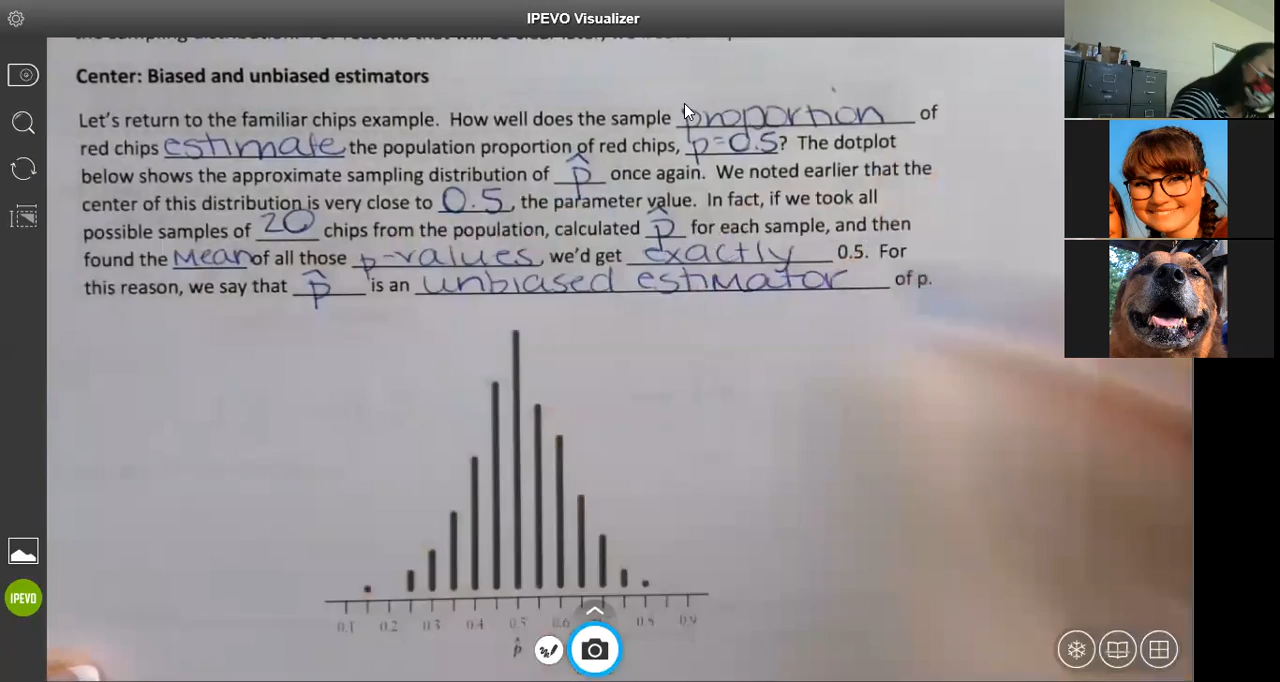 IPEVO Visualizer
Center: Biased and unbiased estimators
Let's return to the familiar chips example. How well does the sample proportion of
red chips estimate the population proportion of red chips, p=0.5? The dotplot
below shows the approximate sampling distribution of p̂ once again. We noted earlier that the
center of this distribution is very close to 0.5, the parameter value. In fact, if we took all
possible samples of 20 chips from the population, calculated p̂ for each sample, and then
found the mean of all those p-values, we'd get exactly 0.5. For
this reason, we say that p̂ is an unbiased estimator of p.
0.1 0.2 0.3 0.4 0.5 0.6 0.8 0.9
p̂
IPEVO